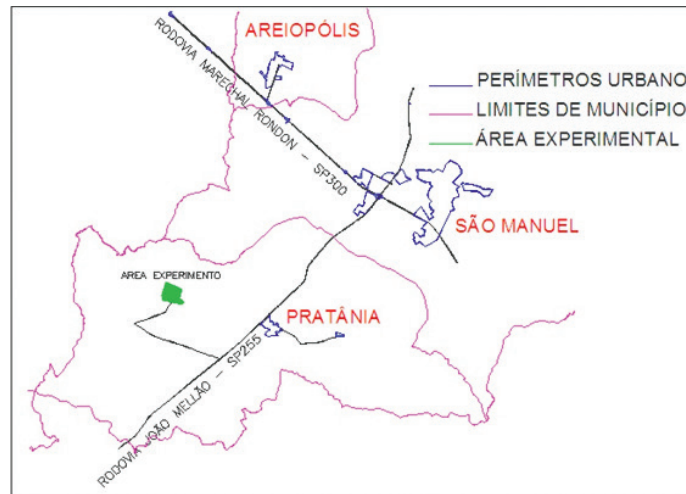 AREIOPÓLIS
RODOVIA MARECHAL RONDON – SP300
PERÍMETROS URBANO
LIMITES DE MUNICÍPIO
ÁREA EXPERIMENTAL
SÃO MANUEL
AREA EXPERIMENTO
PRATÂNIA
RODOVIA JOÃO MELLÃO – SP255